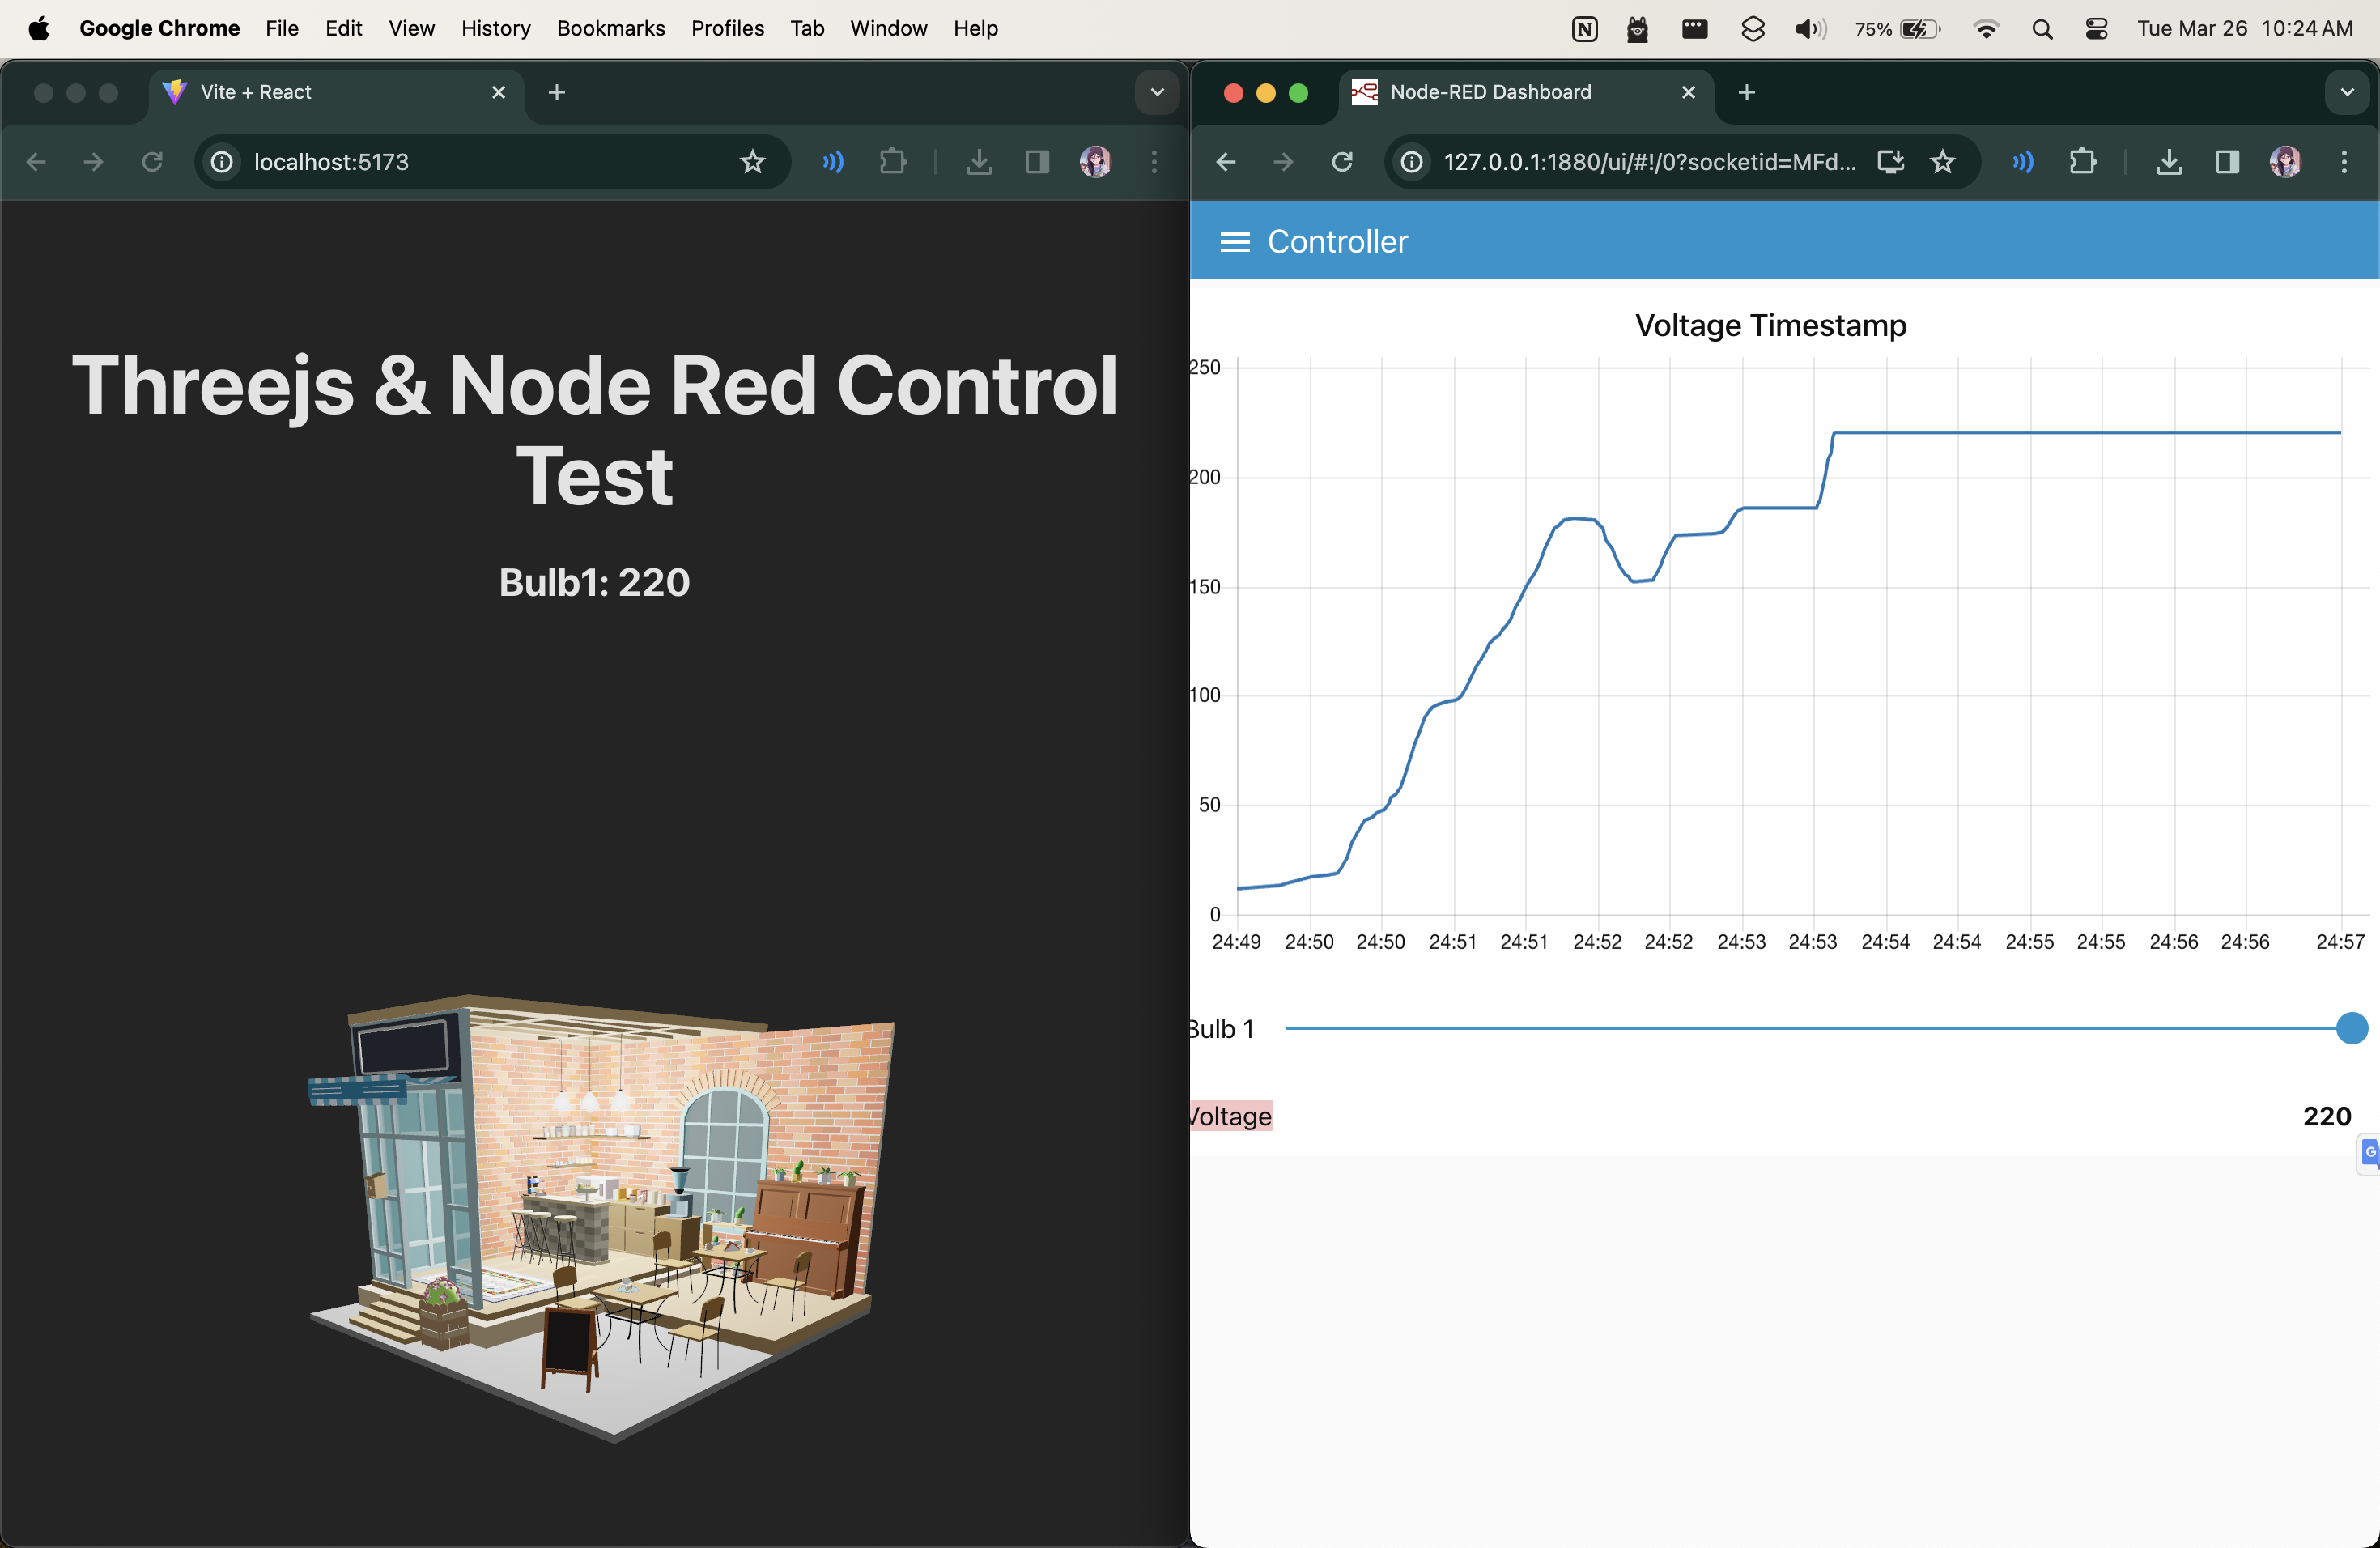 Google Chrome File Edit View History Bookmarks Profiles Tab Window Help
75% Tue Mar 26 10:24 AM
Vite + React
localhost:5173
Threejs & Node Red Control
Test
Bulb1: 220
Node-RED Dashboard
127.0.0.1:1880/ui/#!/0?socketid=MFd...
Controller
Voltage Timestamp
250
200
150
100
50
0
24:49 24:50 24:50 24:51 24:51 24:52 24:52 24:53 24:53 24:54 24:54 24:55 24:55 24:56 24:56 24:57
Bulb 1
Voltage 220